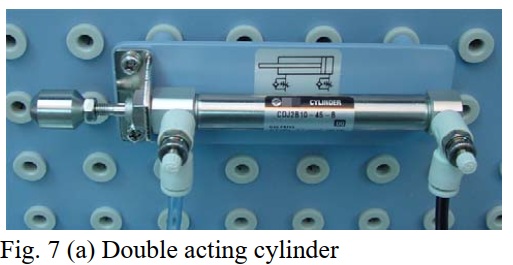 CYLINDER
CDJ2B10-45-B
Fig. 7 (a) Double acting cylinder